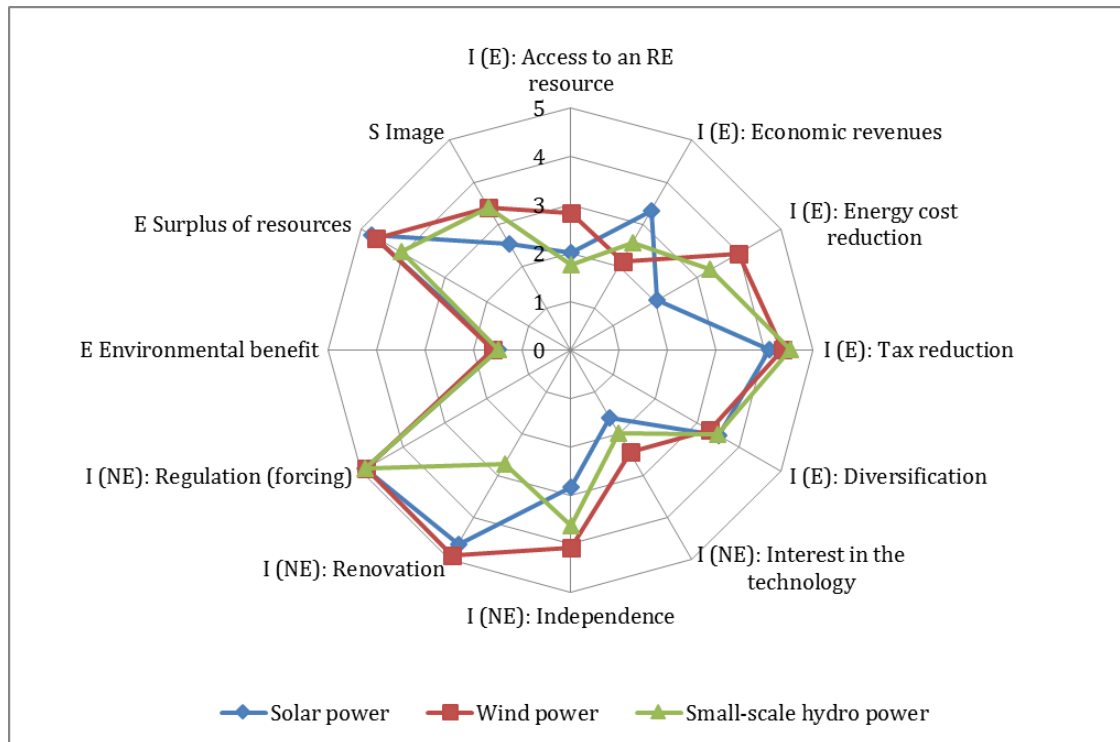 I (E): Access to an RE
resource
5
4
3
2
1
0
S Image
I (E): Economic revenues
E Surplus of resources
I (E): Energy cost
reduction
E Environmental benefit
I (E): Tax reduction
I (NE): Regulation (forcing)
I (E): Diversification
I (NE): Renovation
I (NE): Interest in the
technology
I (NE): Independence
Solar power
Wind power
Small-scale hydro power